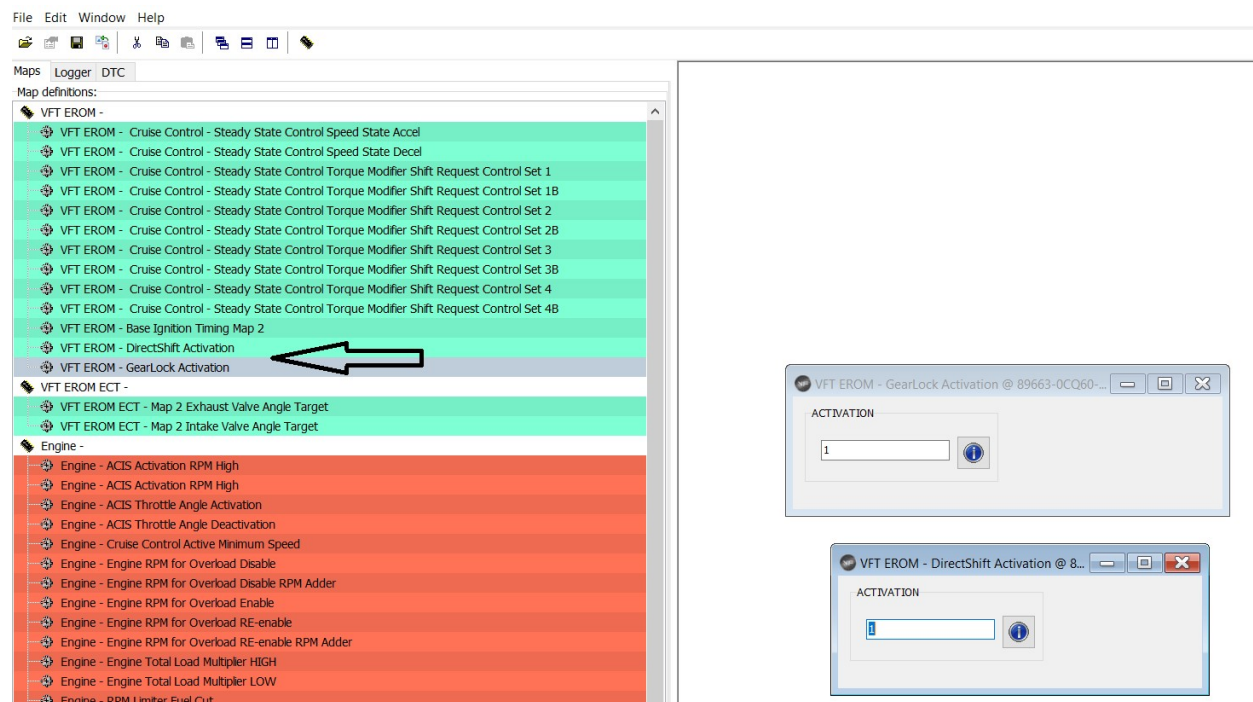 File Edit Window Help
Maps Logger DTC
Map definitions:
VFT EROM -
VFT EROM - Cruise Control - Steady State Control Speed State Accel
VFT EROM - Cruise Control - Steady State Control Speed State Decel
VFT EROM - Cruise Control - Steady State Control Torque Modifier Shift Request Control Set 1
VFT EROM - Cruise Control - Steady State Control Torque Modifier Shift Request Control Set 1B
VFT EROM - Cruise Control - Steady State Control Torque Modifier Shift Request Control Set 2
VFT EROM - Cruise Control - Steady State Control Torque Modifier Shift Request Control Set 2B
VFT EROM - Cruise Control - Steady State Control Torque Modifier Shift Request Control Set 3
VFT EROM - Cruise Control - Steady State Control Torque Modifier Shift Request Control Set 3B
VFT EROM - Cruise Control - Steady State Control Torque Modifier Shift Request Control Set 4
VFT EROM - Cruise Control - Steady State Control Torque Modifier Shift Request Control Set 4B
VFT EROM - Base Ignition Timing Map 2
VFT EROM - DirectShift Activation
VFT EROM - GearLock Activation
VFT EROM ECT -
VFT EROM ECT - Map 2 Exhaust Valve Angle Target
VFT EROM ECT - Map 2 Intake Valve Angle Target
Engine -
Engine - ACIS Activation RPM High
Engine - ACIS Activation RPM High
Engine - ACIS Throttle Angle Activation
Engine - ACIS Throttle Angle Deactivation
Engine - Cruise Control Active Minimum Speed
Engine - Engine RPM for Overload Disable
Engine - Engine RPM for Overload Disable RPM Adder
Engine - Engine RPM for Overload Enable
Engine - Engine RPM for Overload RE-enable
Engine - Engine RPM for Overload RE-enable RPM Adder
Engine - Engine Total Load Multiplier HIGH
Engine - Engine Total Load Multiplier LOW
Engine - RPM Limiter Fuel Cut
VFT EROM - GearLock Activation @ 89663-0CQ60-...
ACTIVATION
1
VFT EROM - DirectShift Activation @ 8...
ACTIVATION
1